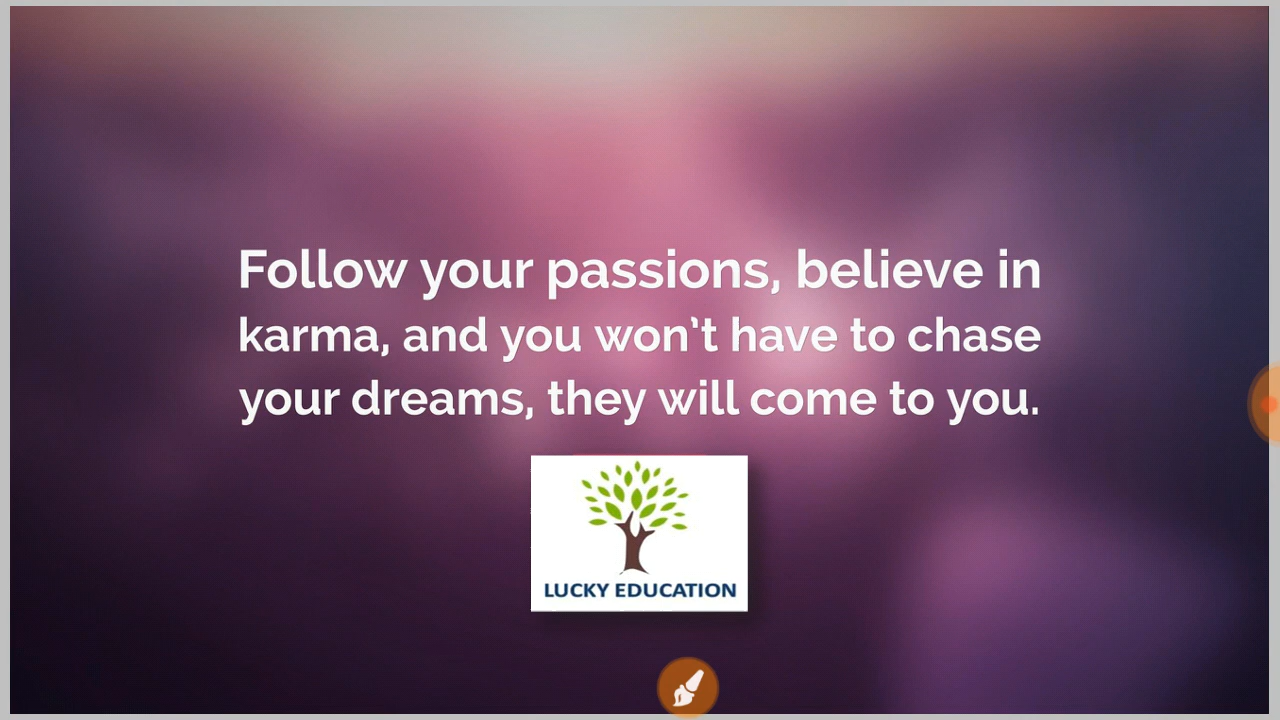 Follow your passions, believe in
karma, and you won't have to chase
your dreams, they will come to you.
LUCKY EDUCATION